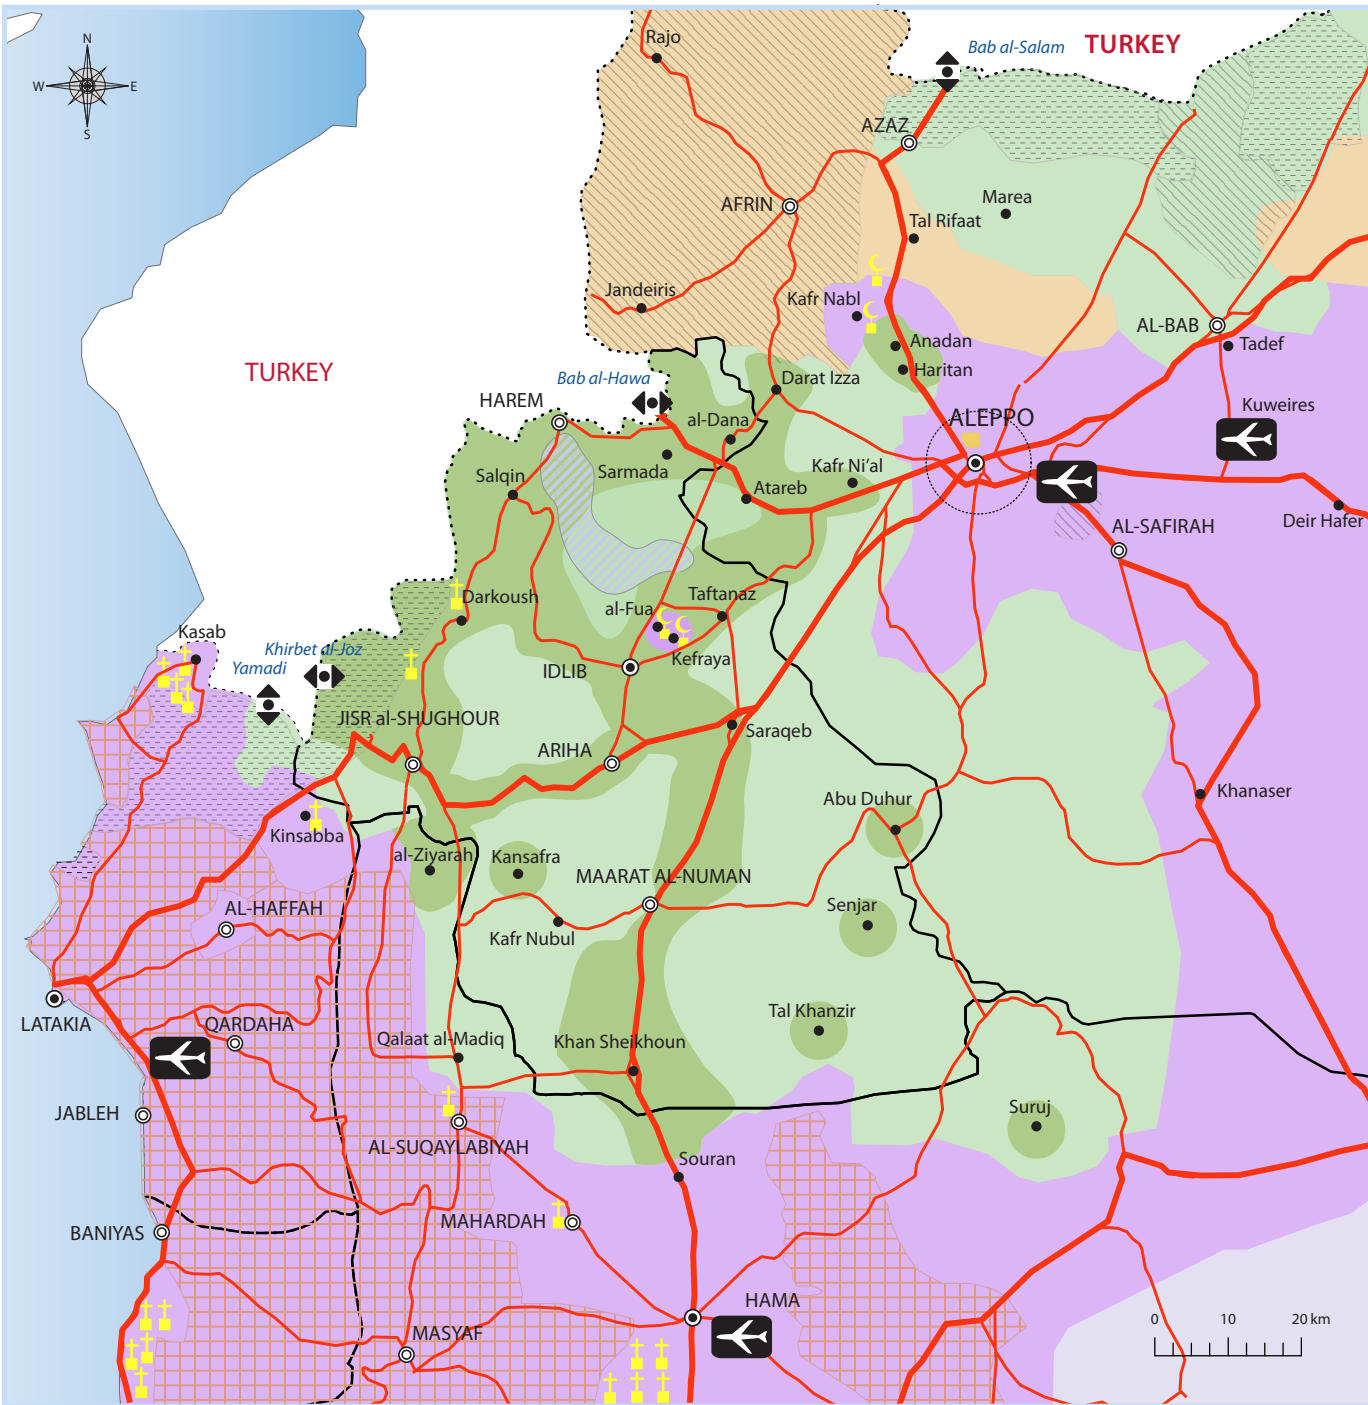 N
W
E
S
Rajo
Bab al-Salam
TURKEY
AZAZ
AFRIN
Marea
Tal Rifaat
Jandeiris
Kafr Nabl
AL-BAB
Tadef
Anadan
Haritan
TURKEY
Bab al-Hawa
Darat Izza
HAREM
Kuweires
al-Dana
ALEPPO
Sarmada
Kafr Ni’al
Salqin
Atareb
Deir Hafer
AL-SAFIRAH
Darkoush
al-Fua
Taftanaz
Kasab
Khirbet al-Joz
Yamadi
Kefraya
IDLIB
JISR al-SHUGHOUR
Saraqeb
ARIHA
Abu Duhur
Khanaser
Kinsabba
al-Ziyarah
Kansafra
MAARAT AL-NUMAN
AL-HAFFAH
Senjar
Kafr Nubul
LATAKIA
QARDAHA
Tal Khanzir
Qalaat al-Madiq
Khan Sheikhoun
JABLEH
Suruj
AL-SUQAYLABIYAH
Souran
MAHARDAH
BANIYAS
HAMA
MASYAF
0 10 20 km